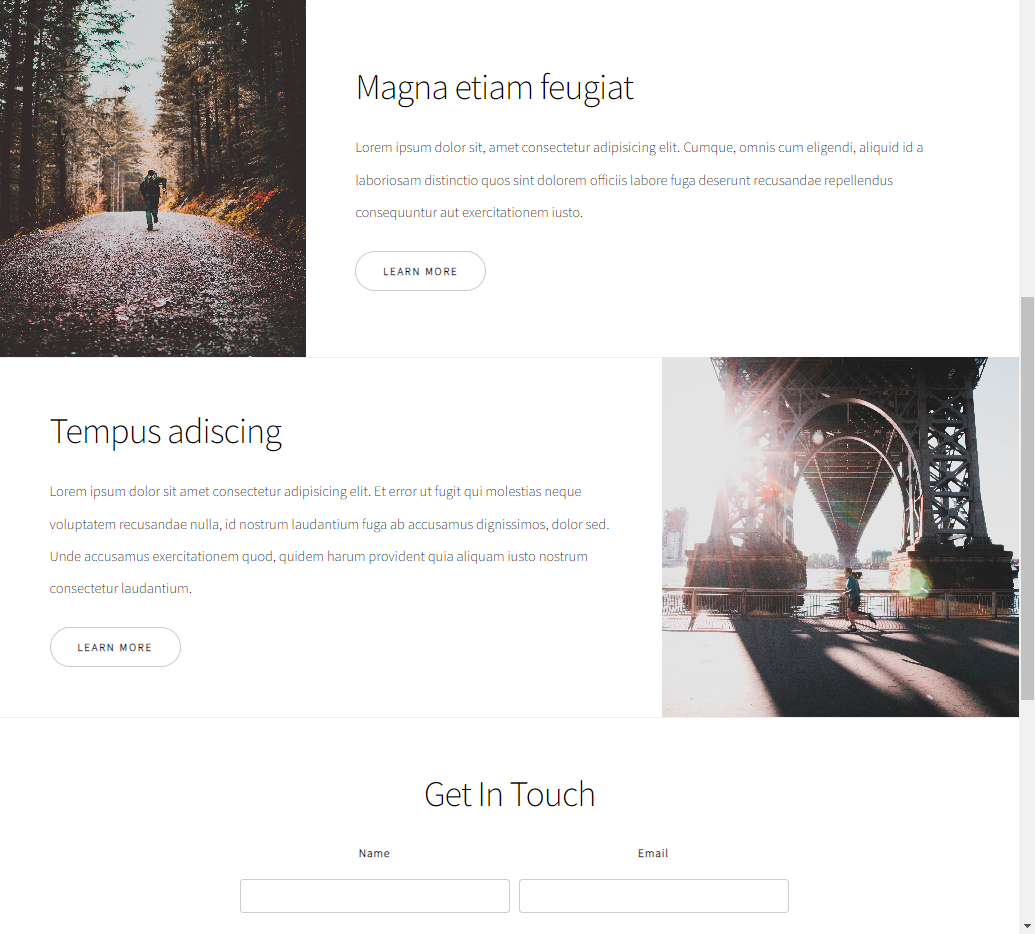 Magna etiam feugiat
Lorem ipsum dolor sit, amet consectetur adipisicing elit. Cumque, omnis cum eligendi, aliquid id a
laboriosam distinctio quos sint dolorem officiis labore fuga deserunt recusandae repellendus
consequuntur aut exercitationem iusto.
LEARN MORE
Tempus adiscing
Lorem ipsum dolor sit amet consectetur adipisicing elit. Et error ut fugit qui molestias neque
voluptatem recusandae nulla, id nostrum laudantium fuga ab accusamus dignissimos, dolor sed.
Unde accusamus exercitationem quod, quidem harum provident quia aliquam iusto nostrum
consectetur laudantium.
LEARN MORE
Get In Touch
Name
Email